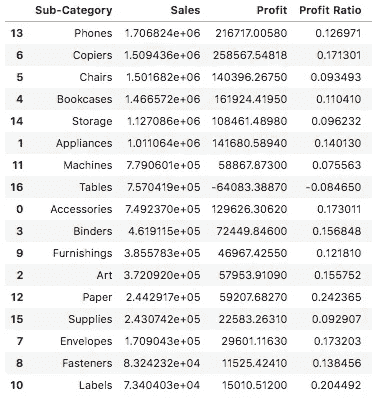 Sub-Category Sales Profit Profit Ratio
13 Phones 1.706824e+06 216717.00580 0.126971
6 Copiers 1.509436e+06 258567.54818 0.171301
5 Chairs 1.501682e+06 140396.26750 0.093493
4 Bookcases 1.466572e+06 161924.41950 0.110410
14 Storage 1.127086e+06 108461.48980 0.096232
1 Appliances 1.011064e+06 141680.58940 0.140130
11 Machines 7.790601e+05 58867.87300 0.075563
16 Tables 7.570419e+05 -64083.38870 -0.084650
0 Accessories 7.492370e+05 129626.30620 0.173011
3 Binders 4.619115e+05 72449.84600 0.156848
9 Furnishings 3.855783e+05 46967.42550 0.121810
2 Art 3.720920e+05 57953.91090 0.155752
12 Paper 2.442917e+05 59207.68270 0.242365
15 Supplies 2.430742e+05 22583.26310 0.092907
7 Envelopes 1.709043e+05 29601.11630 0.173203
8 Fasteners 8.324232e+04 11525.42410 0.138456
10 Labels 7.340403e+04 15010.51200 0.204492